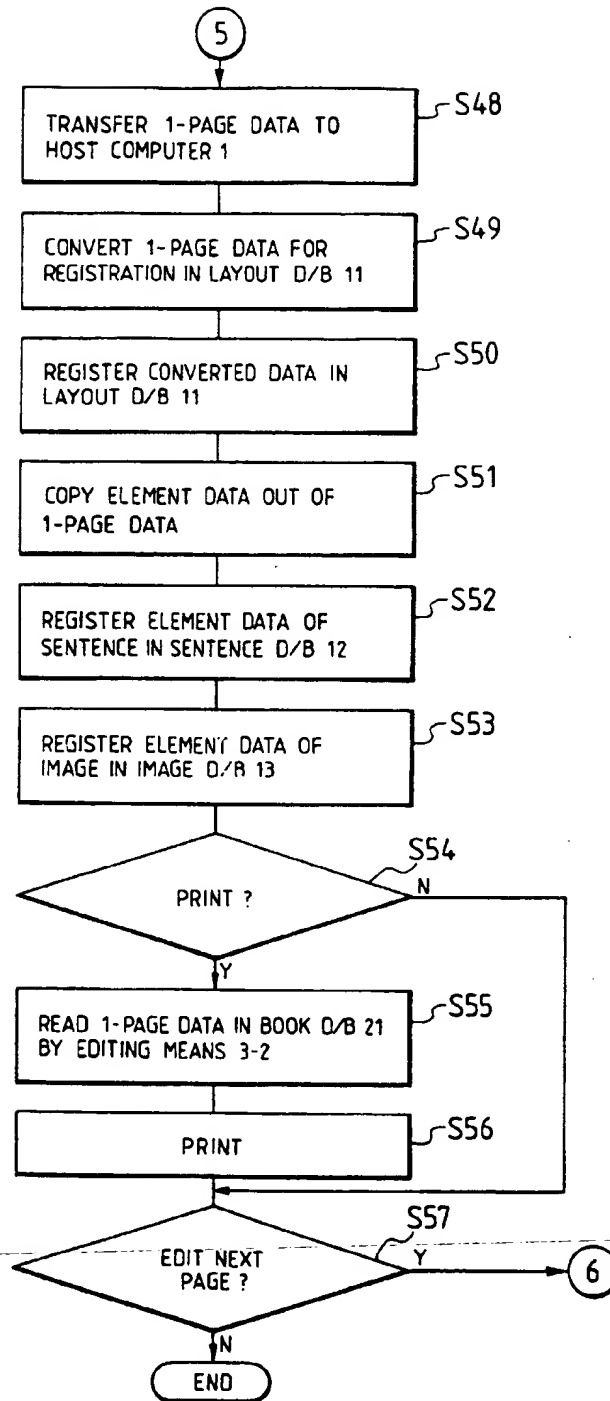 5
TRANSFER 1-PAGE DATA TO
HOST COMPUTER 1
S48
CONVERT 1-PAGE DATA FOR
REGISTRATION IN LAYOUT D/B 11
S49
REGISTER CONVERTED DATA IN
LAYOUT D/B 11
S50
COPY ELEMENT DATA OUT OF
1-PAGE DATA
S51
REGISTER ELEMENT DATA OF
SENTENCE IN SENTENCE D/B 12
S52
REGISTER ELEMENT DATA OF
IMAGE IN IMAGE D/B 13
S53
PRINT ?
S54
N
Y
READ 1-PAGE DATA IN BOOK D/B 21
BY EDITING MEANS 3-2
S55
PRINT
S56
EDIT NEXT
PAGE ?
S57
Y
6
N
END